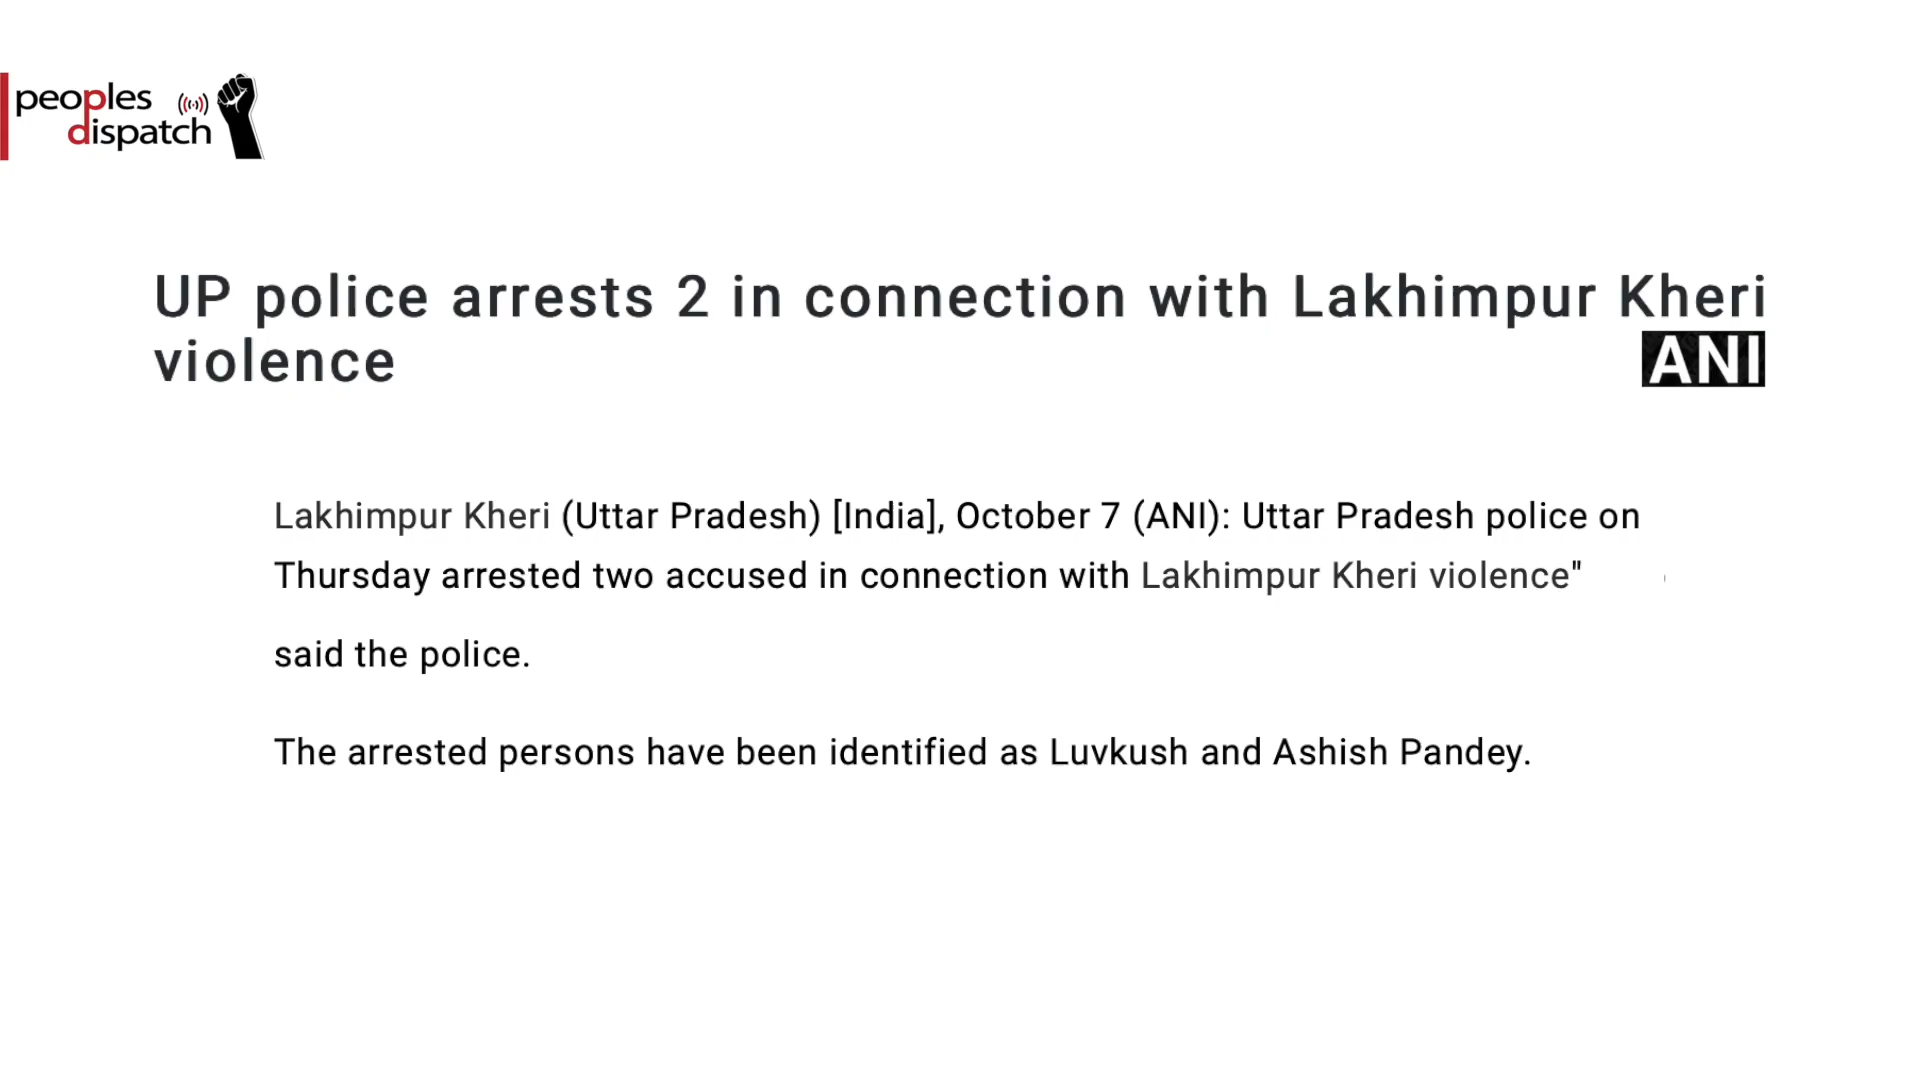 peoples
dispatch
UP police arrests 2 in connection with Lakhimpur Kheri
violence
ANI
Lakhimpur Kheri (Uttar Pradesh) [India], October 7 (ANI): Uttar Pradesh police on
Thursday arrested two accused in connection with Lakhimpur Kheri violence"
said the police.
The arrested persons have been identified as Luvkush and Ashish Pandey.